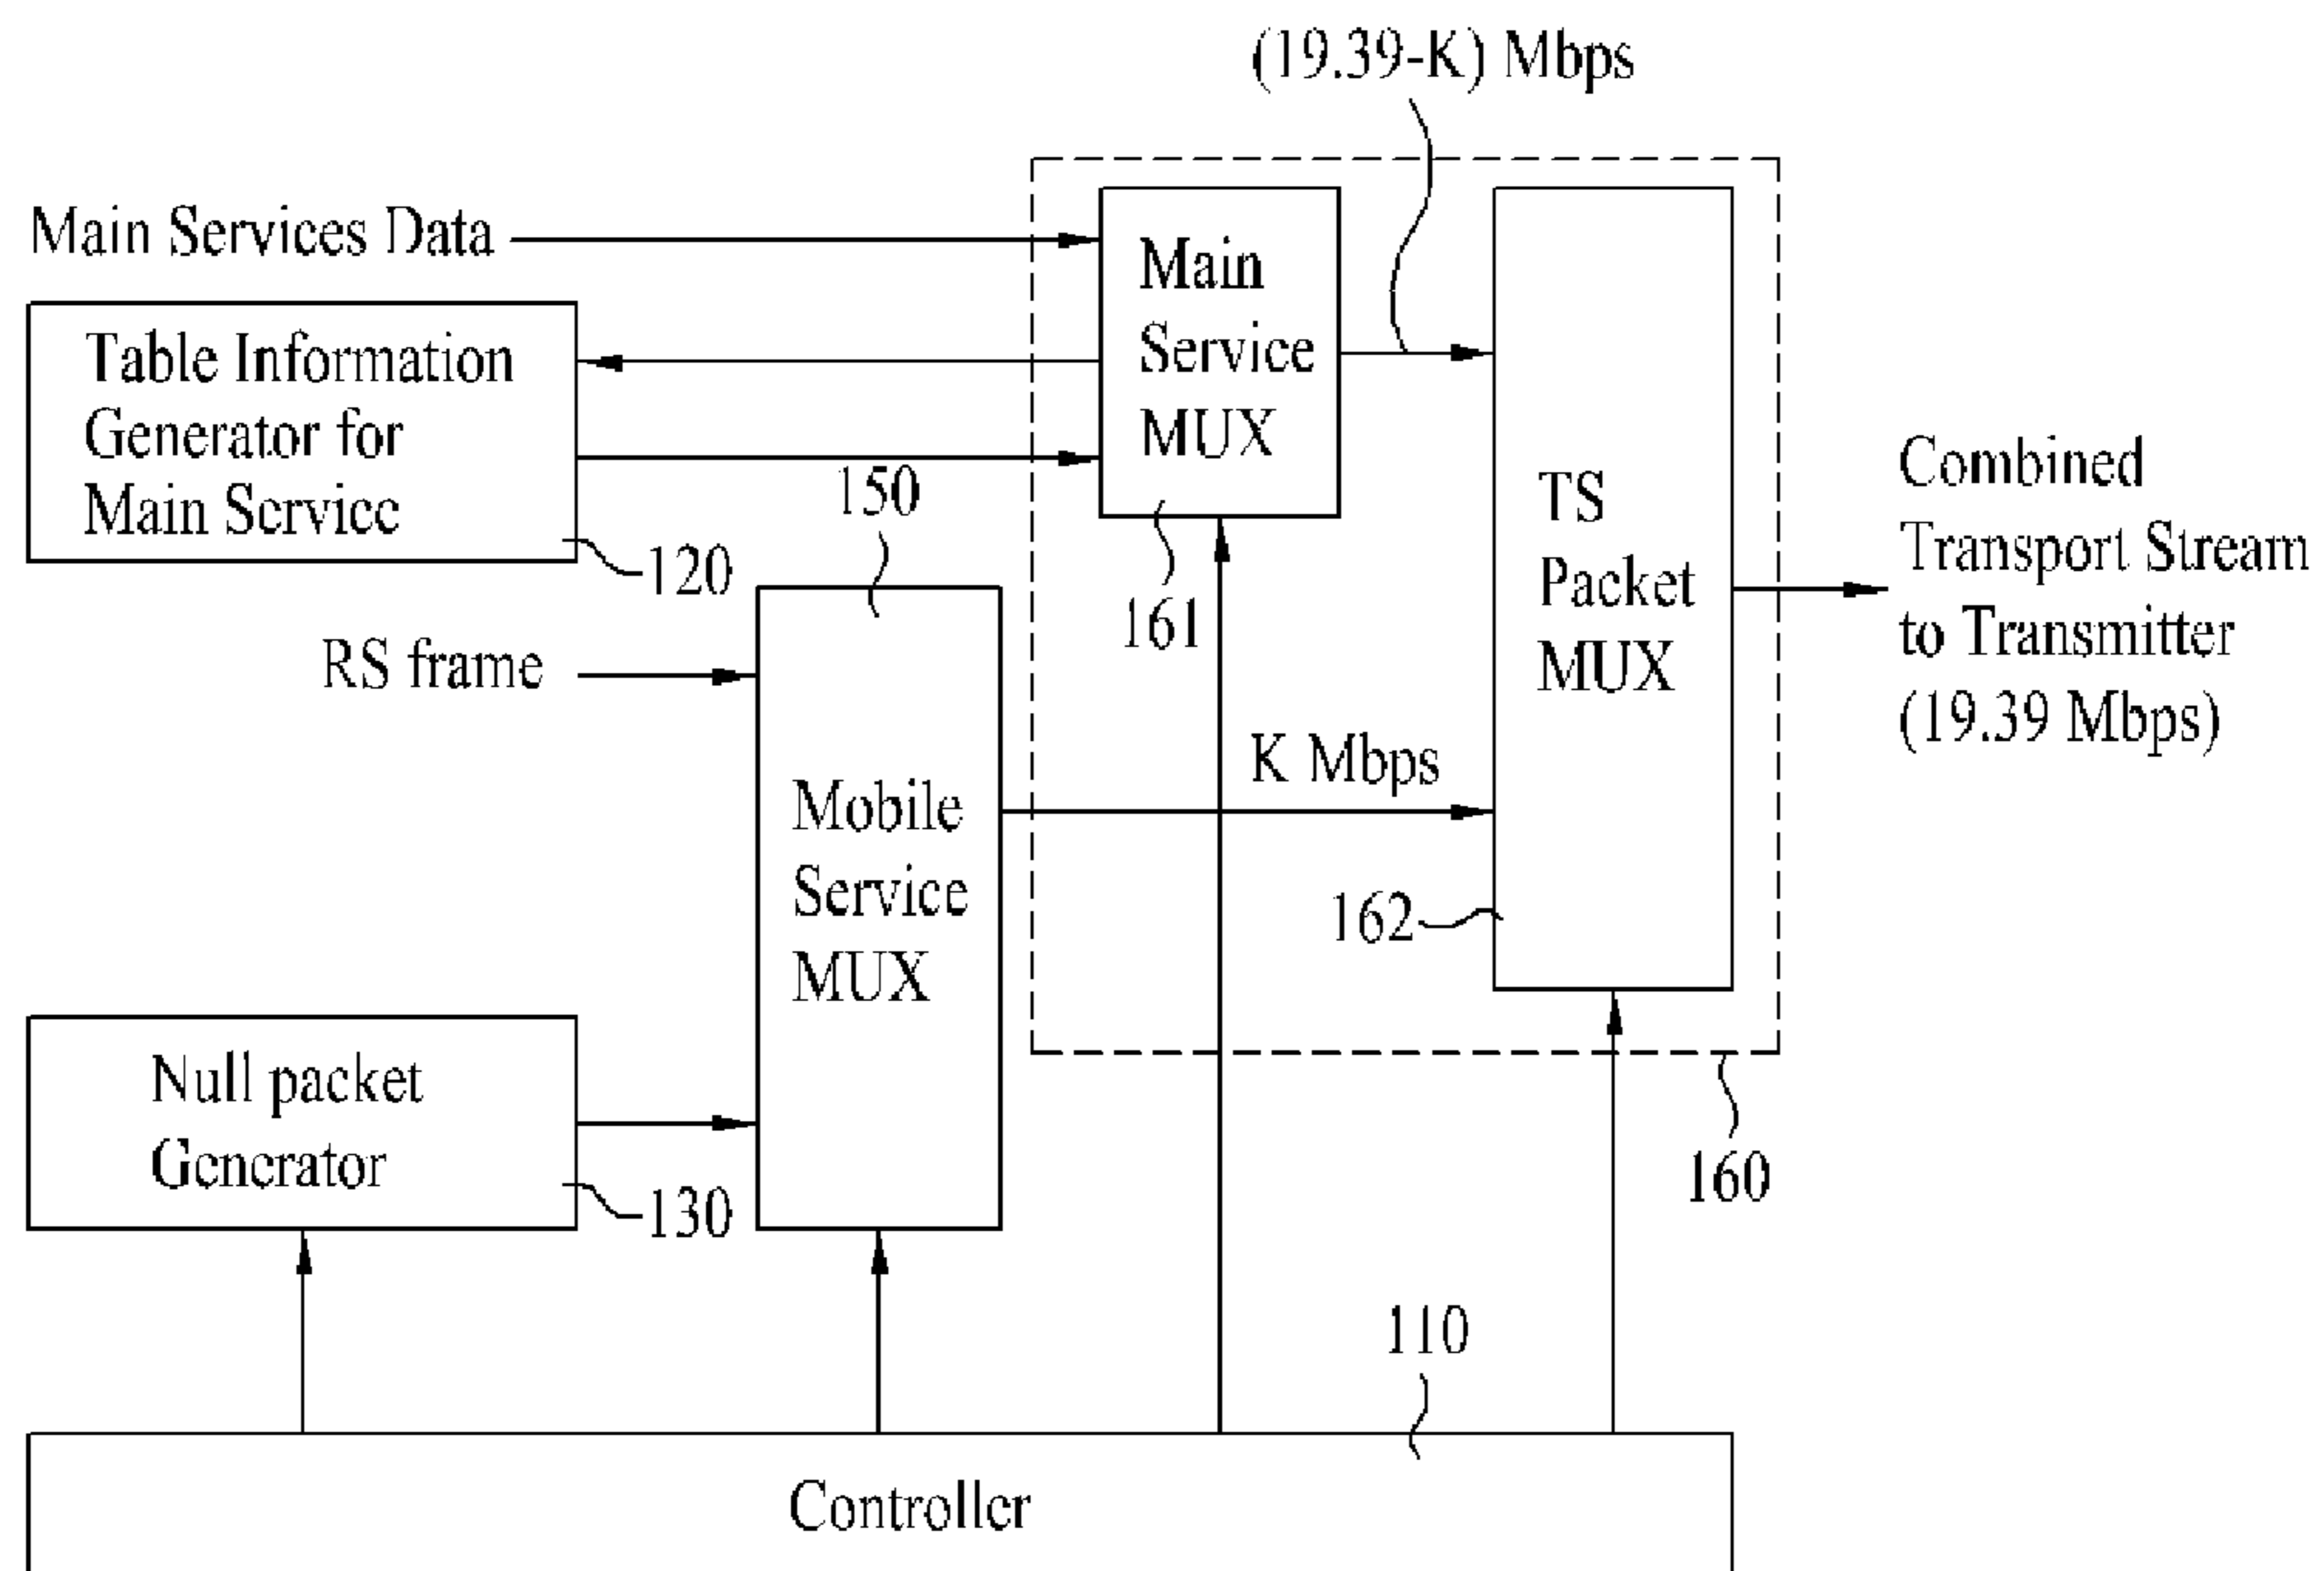 (19.39-K) Mbps
Main Services Data
Main
Service
MUX
Table Information
Generator for
Main Service
120
150
161
TS
Packet
MUX
Combined
Transport Stream
to Transmitter
(19.39 Mbps)
RS frame
K Mbps
Mobile
Service
MUX
162
Null packet
Generator
130
160
110
Controller